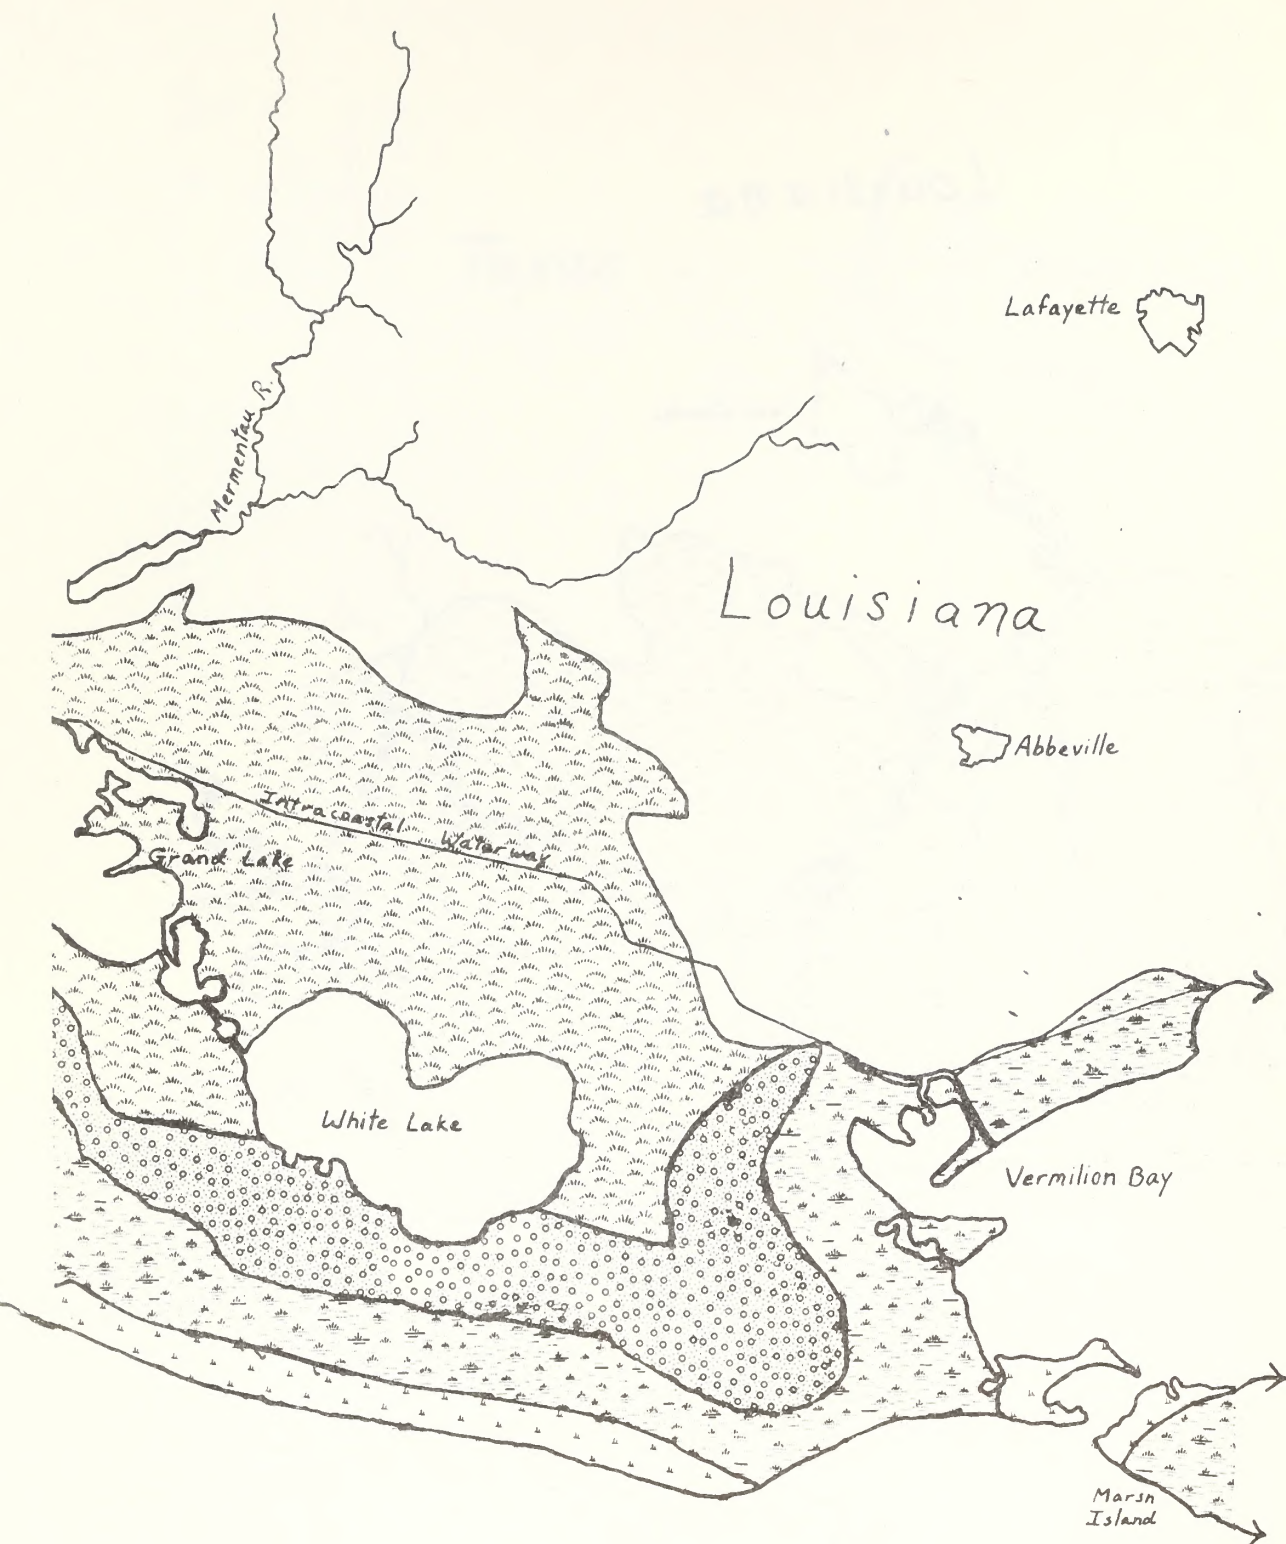 Lafayette
Mermentau R.
Louisiana
Abbeville
Intracoastal Waterway
Grand Lake
White Lake
Vermilion Bay
Marsh
Island